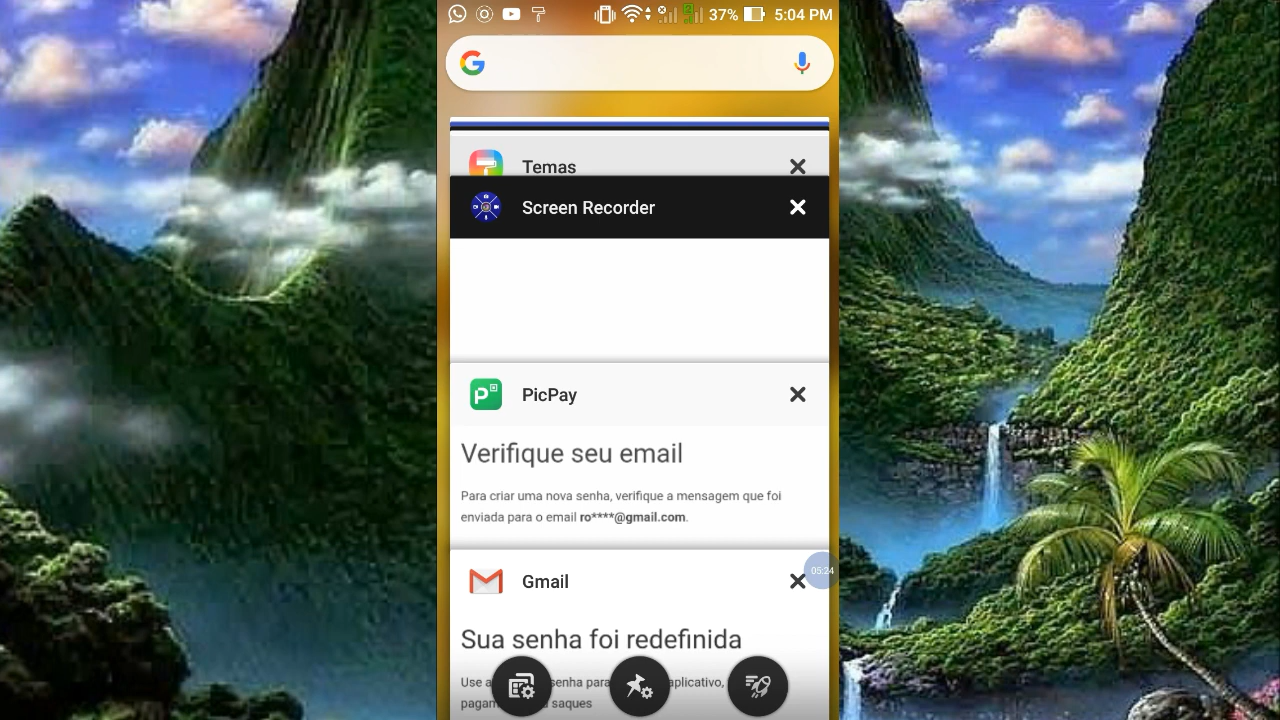 37% 5:04 PM
G
Temas
Screen Recorder
PicPay
Verifique seu email
Para criar uma nova senha, verifique a mensagem que foi
enviada para o email ro****@gmail.com.
Gmail
05:24
Sua senha foi redefinida
Use a senha para aplicativo,
pagam saques